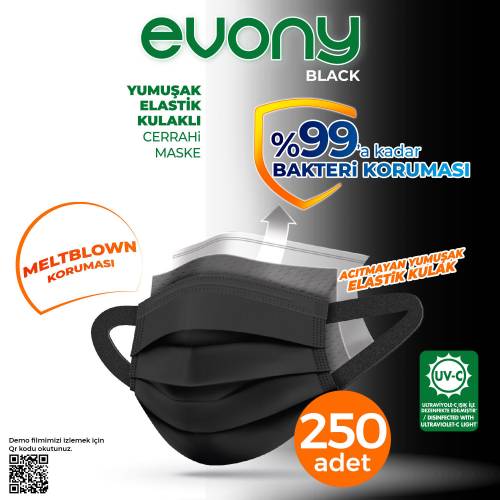 evony
BLACK
YUMUŞAK
ELASTİK
KULAKLI
CERRAHİ
MASKE
%99'a kadar
BAKTERİ KORUMASI
MELTBLOWN
KORUMASI
ACITMAYAN YUMUŞAK
ELASTİK KULAK
UV-C
ULTRAVİYOLE-C IŞIK İLE
DEZENFEKTE EDİLMİŞTİR
/ DISINFECTED WITH
ULTRAVIOLET-C LIGHT
250
adet
Demo filmimizi izlemek için
Qr kodu okutunuz.